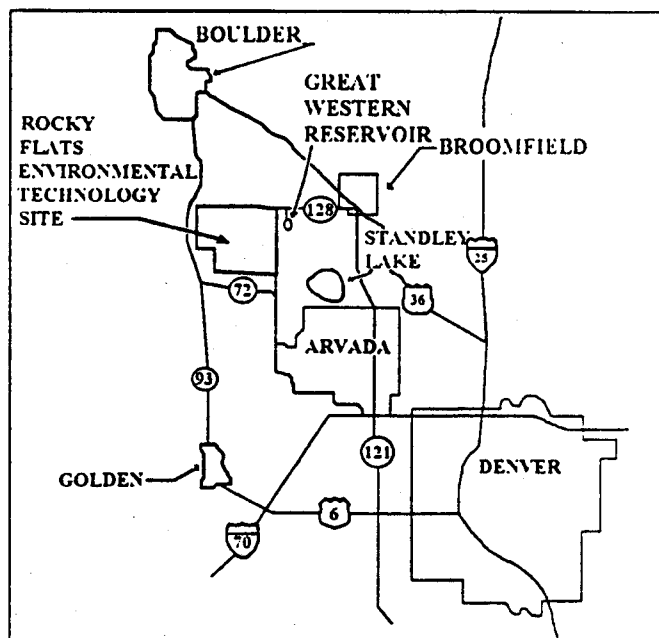 BOULDER
GREAT
WESTERN
RESERVOIR
ROCKY
FLATS
ENVIRONMENTAL
TECHNOLOGY
SITE
BROOMFIELD
128
STANDLEY
LAKE
25
72
36
ARVADA
93
121
DENVER
GOLDEN
6
70